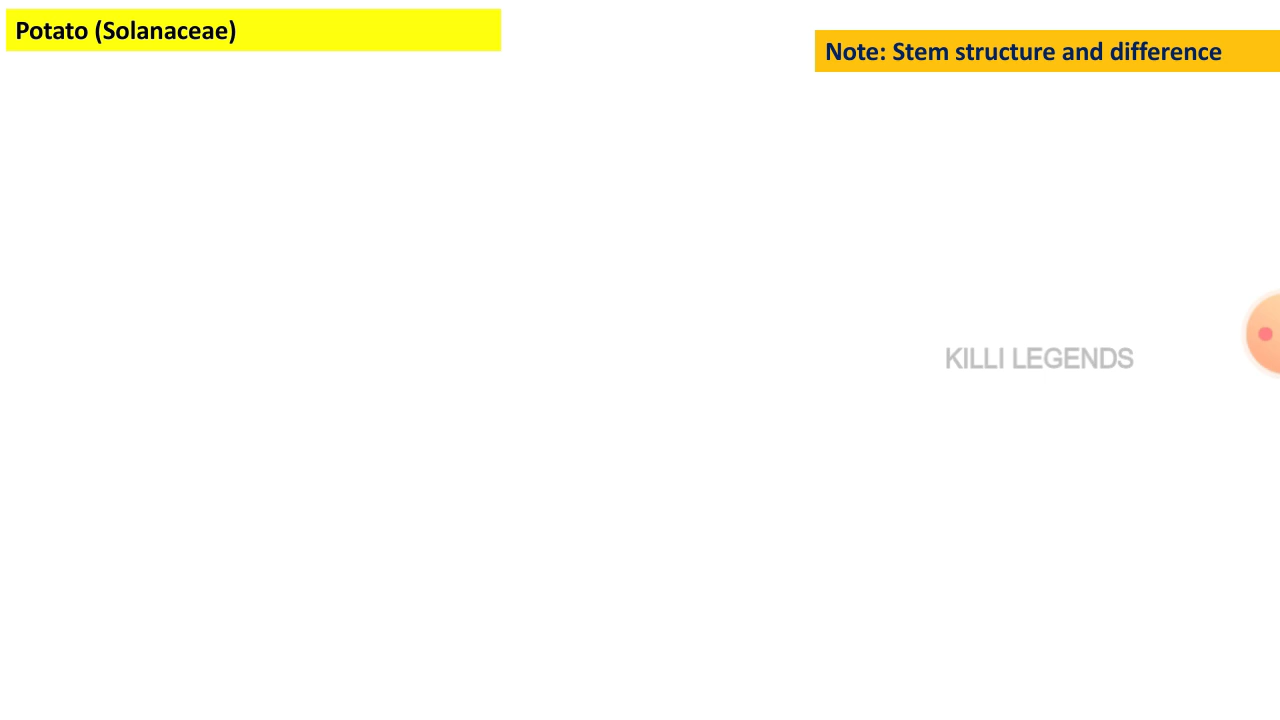 Potato (Solanaceae)
Note: Stem structure and difference
KILLI LEGENDS